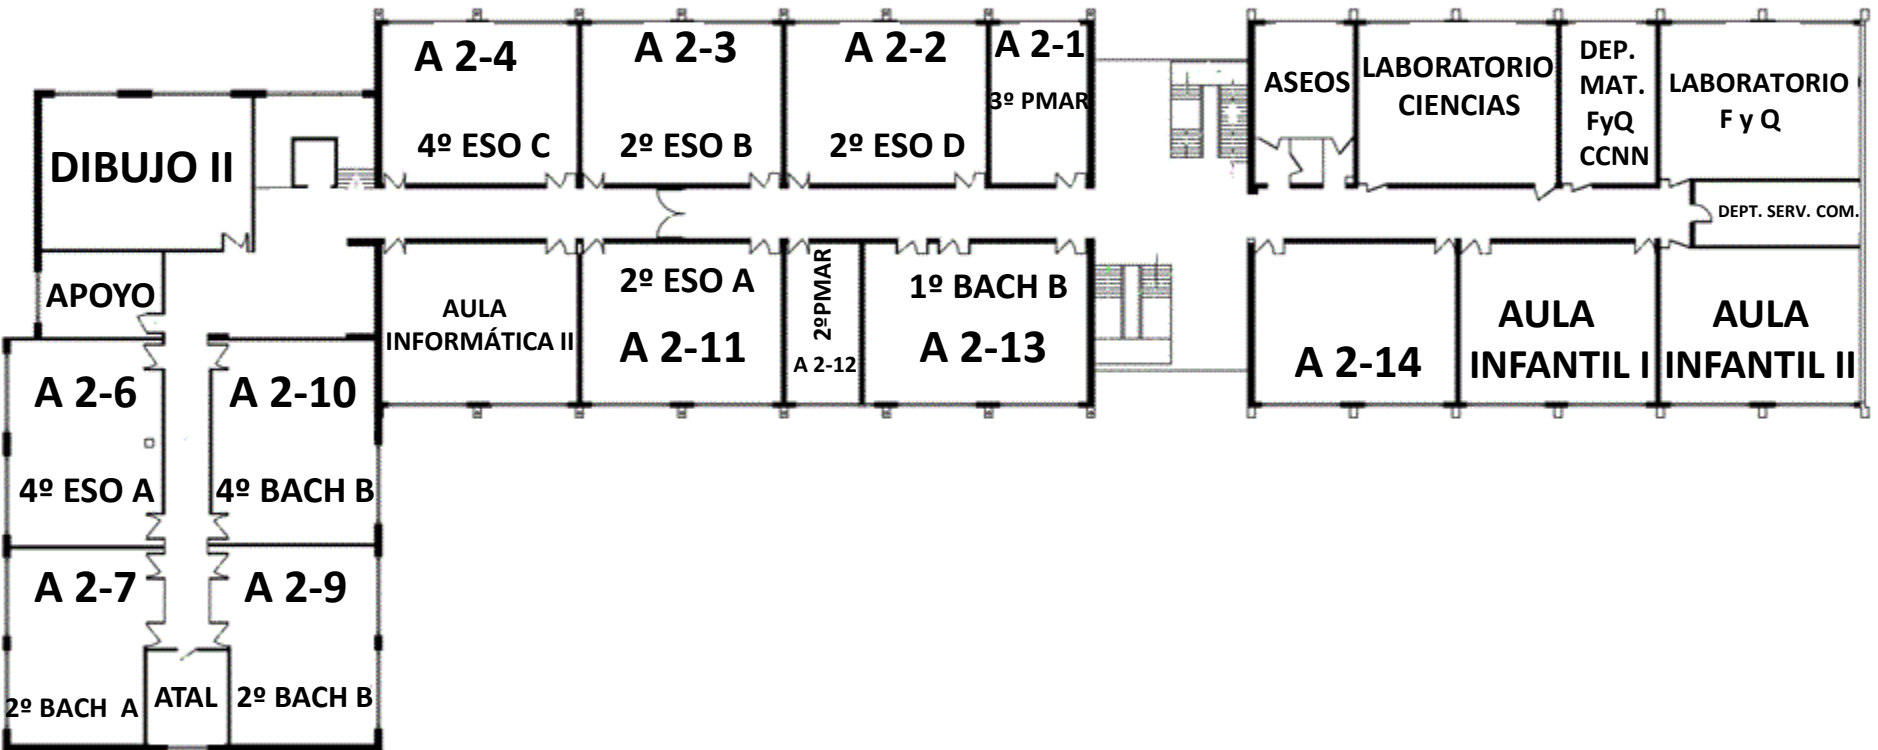 A 2-4
4º ESO C
A 2-3
2º ESO B
A 2-2
2º ESO D
A 2-1
3º PMAR
ASEOS
LABORATORIO
CIENCIAS
DEP.
MAT.
FyQ
CCNN
LABORATORIO
F y Q
DEPT. SERV. COM.
DIBUJO II
APOYO
AULA
INFORMÁTICA II
2º ESO A
A 2-11
2ºPMAR
A 2-12
1º BACH B
A 2-13
A 2-14
AULA
INFANTIL I
AULA
INFANTIL II
A 2-6
4º ESO A
A 2-10
4º BACH B
A 2-7
2º BACH A
ATAL
A 2-9
2º BACH B